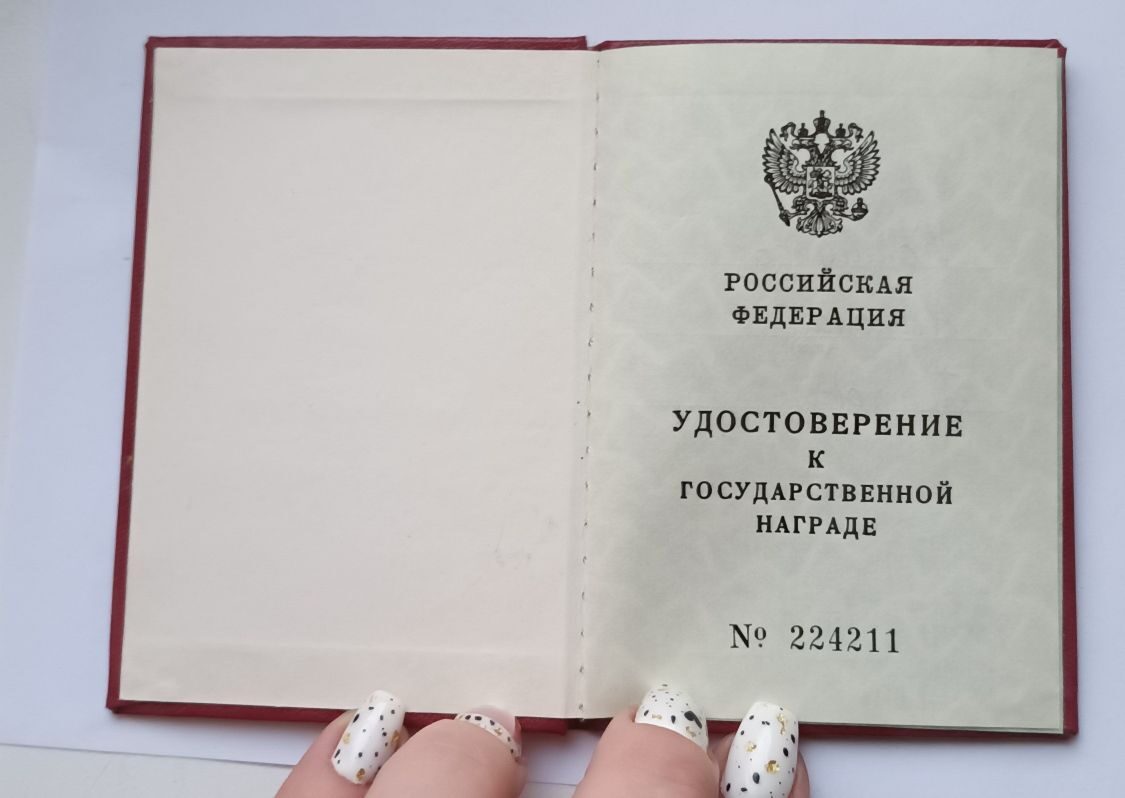 РОССИЙСКАЯ
ФЕДЕРАЦИЯ
УДОСТОВЕРЕНИЕ
К
ГОСУДАРСТВЕННОЙ
НАГРАДЕ
№ 224211